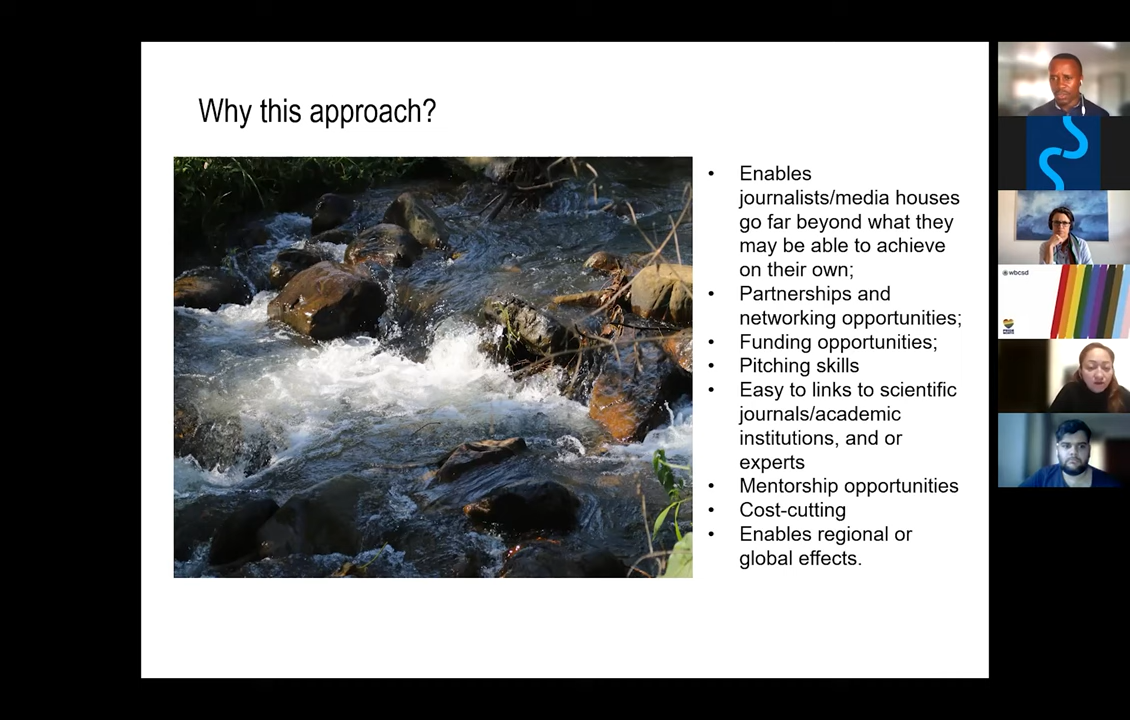 Why this approach?
• Enables
journalists/media houses
go far beyond what they
may be able to achieve
on their own;
• Partnerships and
networking opportunities;
• Funding opportunities;
• Pitching skills
• Easy to links to scientific
journals/academic
institutions, and or
experts
• Mentorship opportunities
• Cost-cutting
• Enables regional or
global effects.
wbcsd